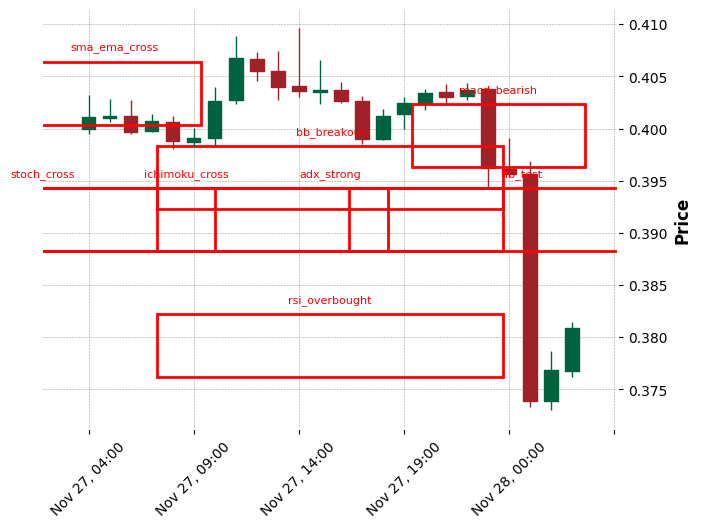 sma_ema_cross
macd_bearish
stoch_cross
ichimoku_cross
adx_strong
rsi_overbought
0.410
0.405
0.400
0.395
0.390
0.385
0.380
0.375
Price
Nov 27, 04:00
Nov 27, 09:00
Nov 27, 14:00
Nov 27, 19:00
Nov 28, 00:00